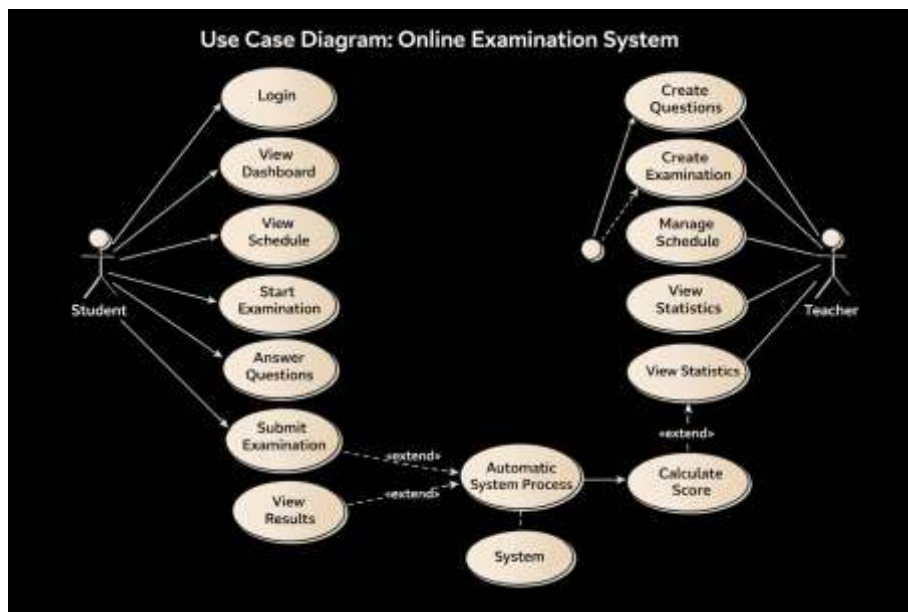 Use Case Diagram: Online Examination System
Login
View
Dashboard
View
Schedule
Start
Examination
Answer
Questions
Submit
Examination
View
Results
Student
«extend»
«extend»
Automatic
System Process
System
Create
Questions
Create
Examination
Manage
Schedule
View
Statistics
View Statistics
«extend»
Calculate
Score
Teacher